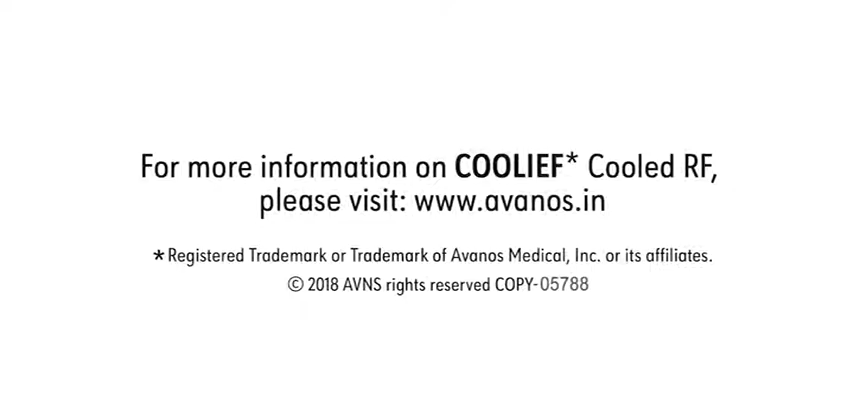 For more information on COOLIEF* Cooled RF,
please visit: www.avanos.in
*Registered Trademark or Trademark of Avanos Medical, Inc. or its affiliates.
© 2018 AVNS rights reserved COPY-05788